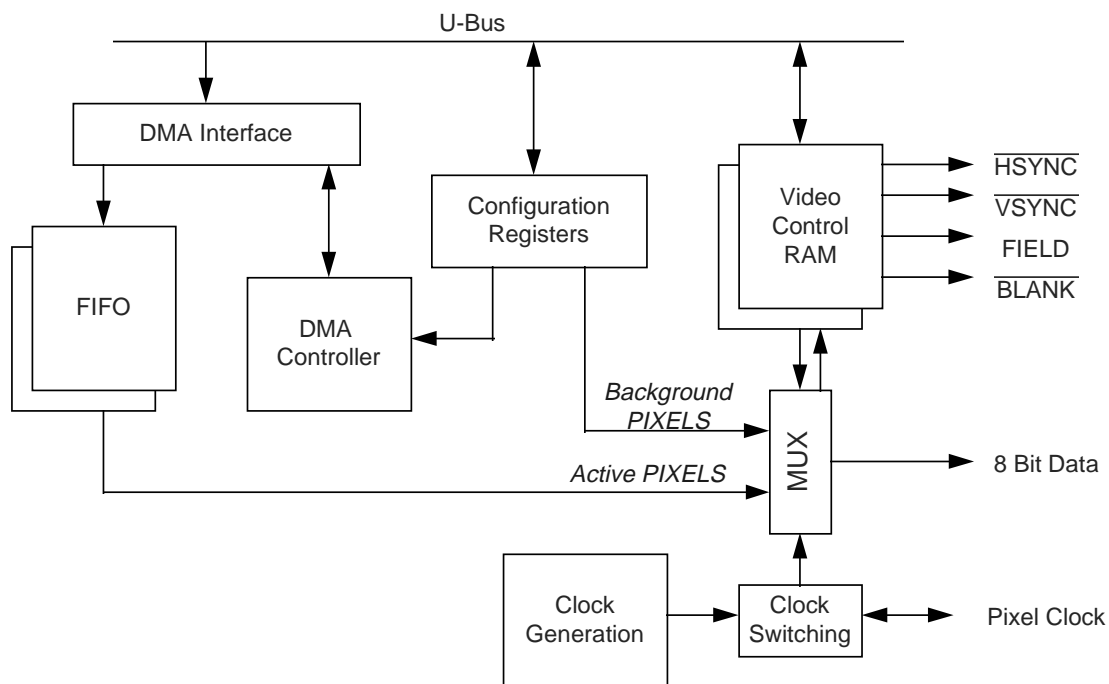 U-Bus
DMA Interface
Configuration
Registers
Video
Control
RAM
HSYNC
VSYNC
FIELD
BLANK
FIFO
DMA
Controller
Background
PIXELS
Active PIXELS
MUX
8 Bit Data
Clock
Generation
Clock
Switching
Pixel Clock